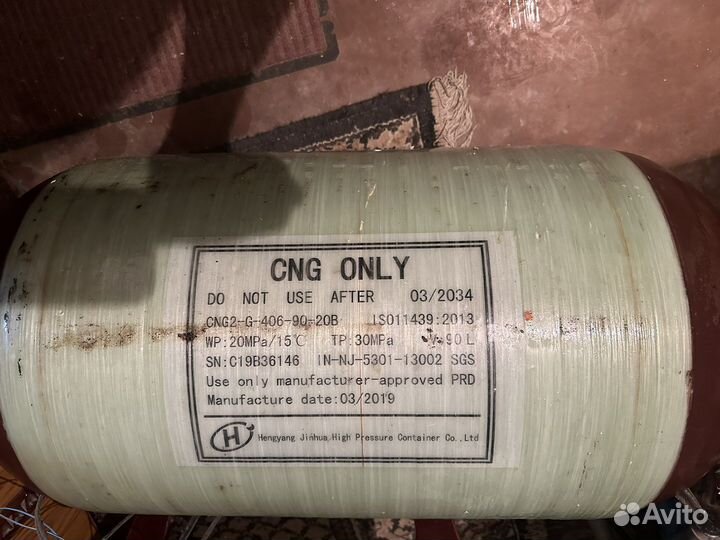 CNG ONLY
DO NOT USE AFTER 03/2034
CNG2-G-406-90-20B ISO11439:2013
WP:20MPa/15℃ TP:30MPa V:90L
SN:C19B36146 IN-NJ-5301-13002 SGS
Use only manufacturer-approved PRD
Manufacture date:03/2019
H Hengyang Jinhua High Pressure Container Co.,Ltd
Avito